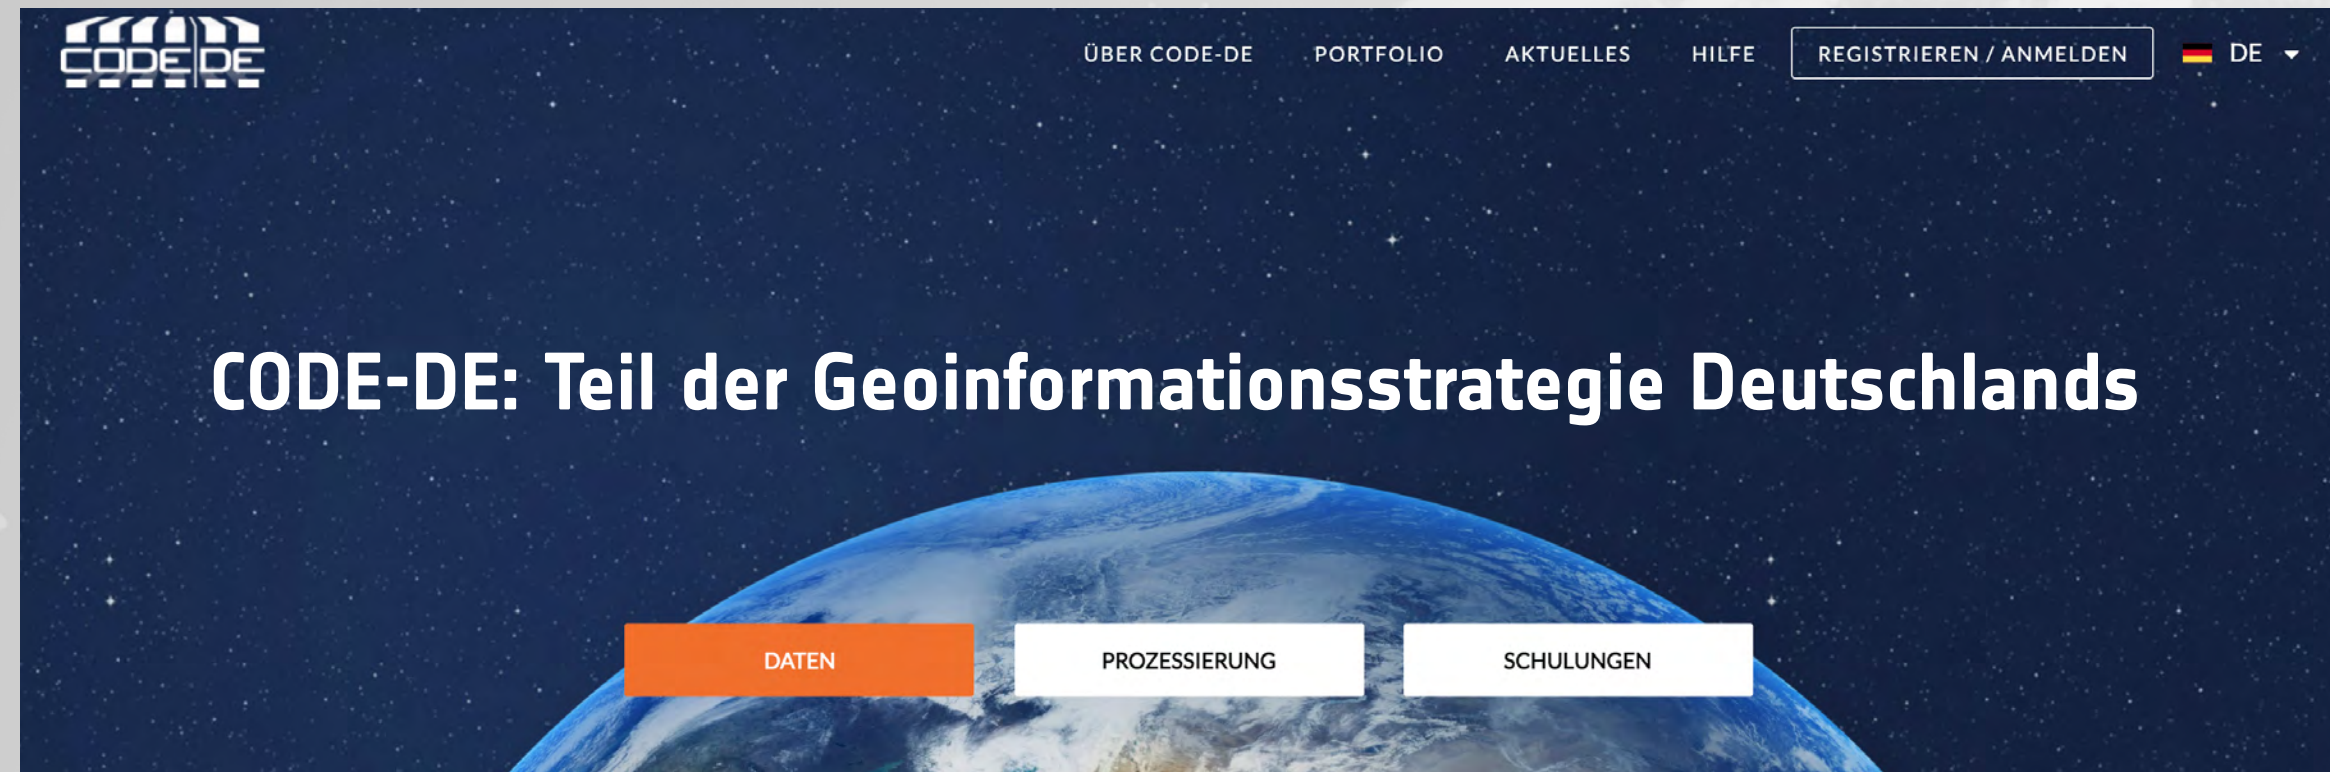 CODE DE
ÜBER CODE-DE PORTFOLIO AKTUELLES HILFE REGISTRIEREN / ANMELDEN DE
CODE-DE: Teil der Geoinformationsstrategie Deutschlands
DATEN PROZESSIERUNG SCHULUNGEN